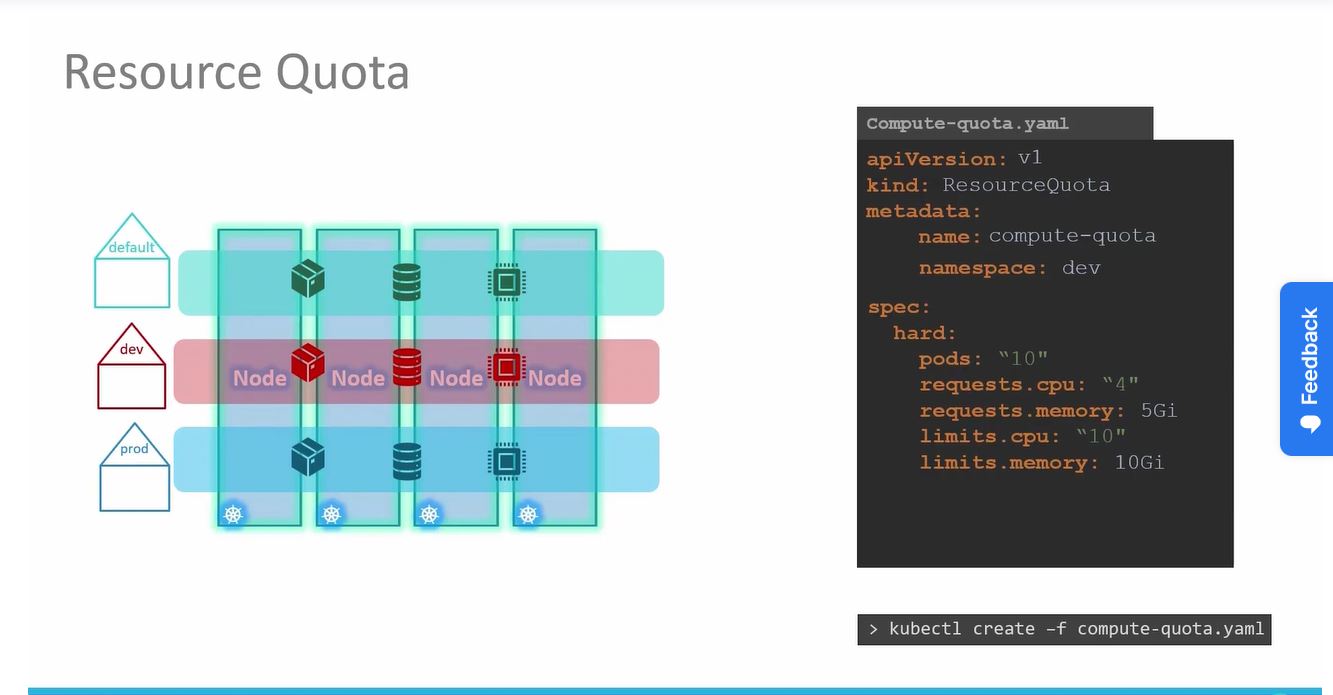 Resource Quota
default
dev
prod
Node Node Node Node
Compute-quota.yaml
apiVersion: v1
kind: ResourceQuota
metadata:
    name: compute-quota
    namespace: dev
spec:
  hard:
    pods: “10"
    requests.cpu: “4"
    requests.memory: 5Gi
    limits.cpu: “10"
    limits.memory: 10Gi
> kubectl create –f compute-quota.yaml
Feedback